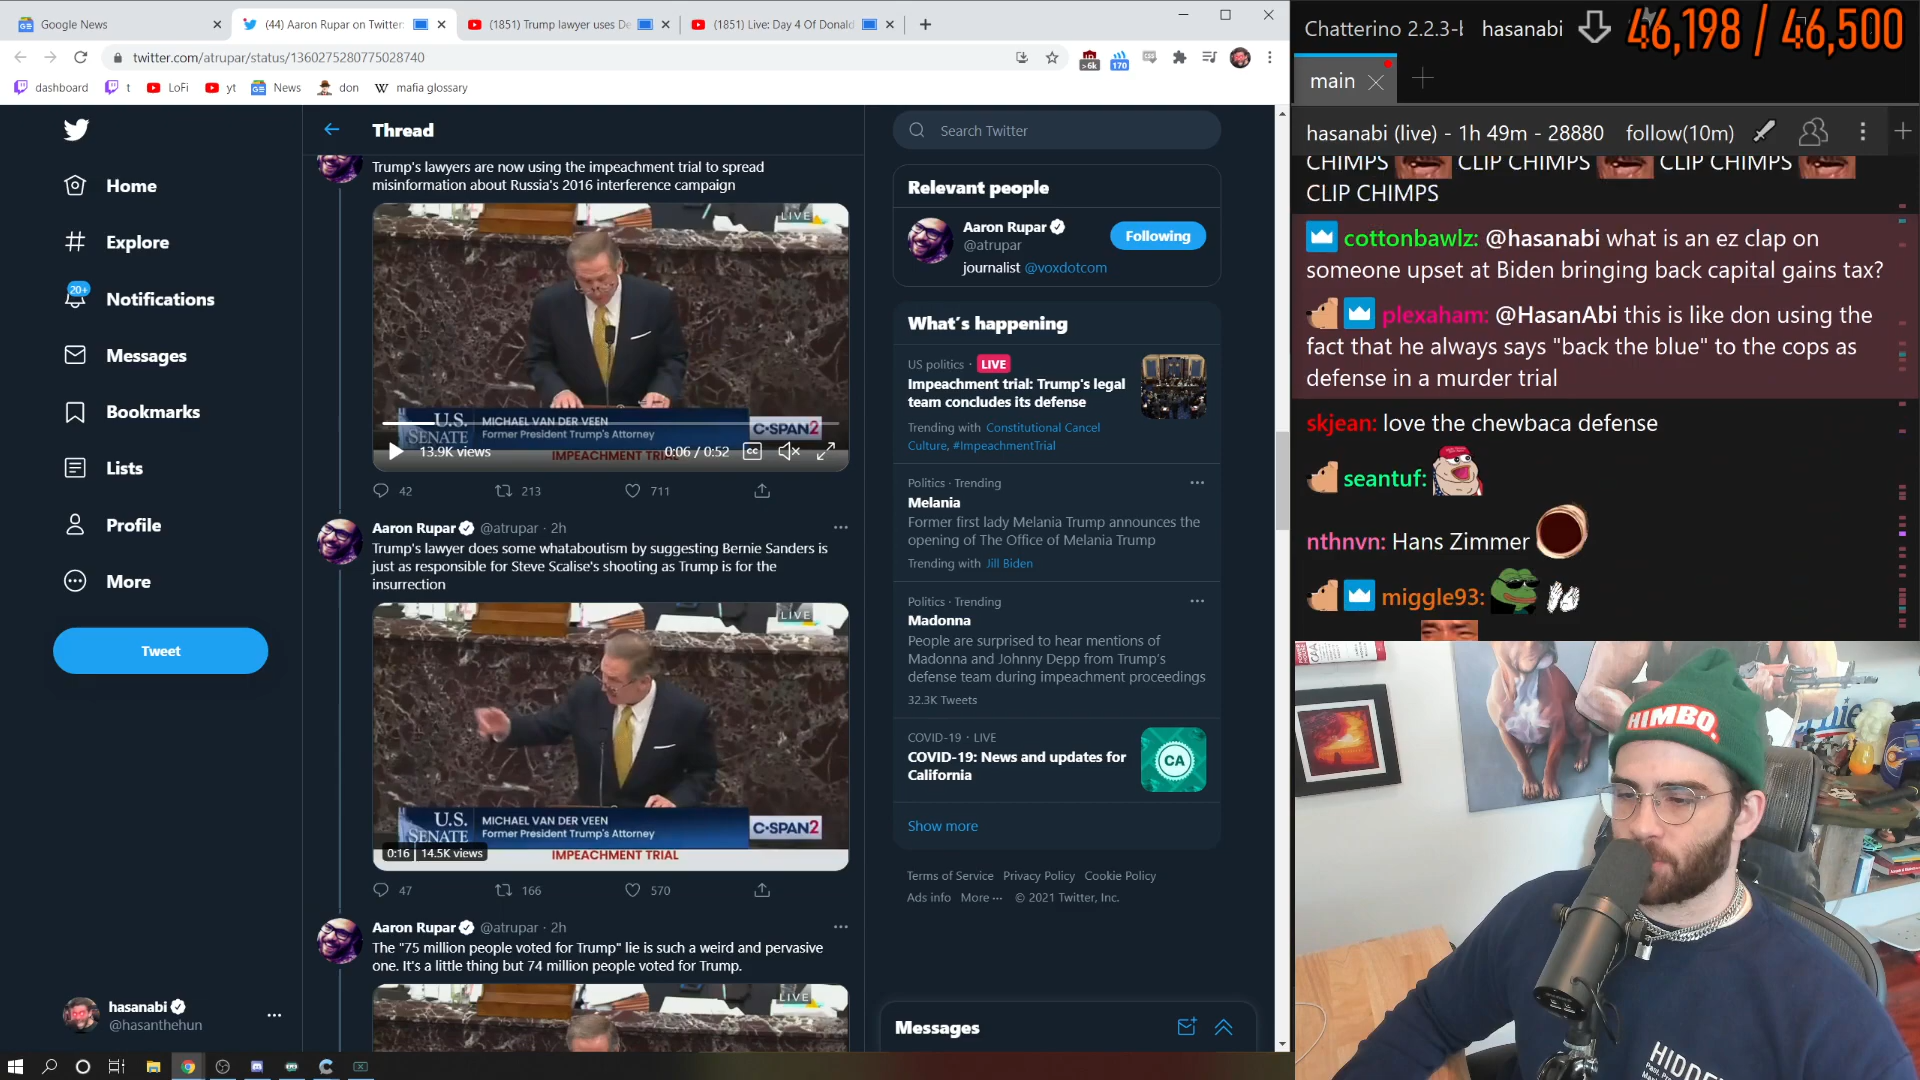 Google News
(44) Aaron Rupar on Twitter:
(1851) Trump lawyer uses De
(1851) Live: Day 4 Of Donald
twitter.com/atrupar/status/1360275280775028740
>6k
170
dashboard
t
LoFi
yt
News
don
mafia glossary
Home
Explore
20+
Notifications
Messages
Bookmarks
Lists
Profile
More
Tweet
hasanabi
@hasanthehun
Thread
Trump's lawyers are now using the impeachment trial to spread
misinformation about Russia's 2016 interference campaign
LIVE
U.S.
SENATE
MICHAEL VAN DER VEEN
Former President Trump's Attorney
C-SPAN2
13.9K views
0:06 / 0:52
CC
IMPEACHMENT TRIAL
42
213
711
Aaron Rupar @atrupar · 2h
Trump's lawyer does some whataboutism by suggesting Bernie Sanders is
just as responsible for Steve Scalise's shooting as Trump is for the
insurrection
LIVE
U.S.
SENATE
MICHAEL VAN DER VEEN
Former President Trump's Attorney
C-SPAN2
0:16 | 14.5K views
IMPEACHMENT TRIAL
47
166
570
Aaron Rupar @atrupar · 2h
The "75 million people voted for Trump" lie is such a weird and pervasive
one. It's a little thing but 74 million people voted for Trump.
LIVE
Search Twitter
Relevant people
Aaron Rupar
@atrupar
Following
journalist @voxdotcom
What's happening
US politics · LIVE
Impeachment trial: Trump's legal
team concludes its defense
Trending with Constitutional Cancel
Culture, #ImpeachmentTrial
Politics · Trending
Melania
Former first lady Melania Trump announces the
opening of The Office of Melania Trump
Trending with Jill Biden
Politics · Trending
Madonna
People are surprised to hear mentions of
Madonna and Johnny Depp from Trump's
defense team during impeachment proceedings
32.3K Tweets
COVID-19 · LIVE
COVID-19: News and updates for
California
CA
Show more
Terms of Service Privacy Policy Cookie Policy
Ads info More ··· © 2021 Twitter, Inc.
Messages
Chatterino 2.2.3-b
hasanabi
46,198 / 46,500
main
hasanabi (live) - 1h 49m - 28880
follow(10m)
CHIMPS CLIP CHIMPS CLIP CHIMPS
CLIP CHIMPS
cottonbawlz: @hasanabi what is an ez clap on
someone upset at Biden bringing back capital gains tax?
plexaham: @HasanAbi this is like don using the
fact that he always says "back the blue" to the cops as
defense in a murder trial
skjean: love the chewbaca defense
seantuf:
nthnvn: Hans Zimmer
miggle93:
HIMBO.